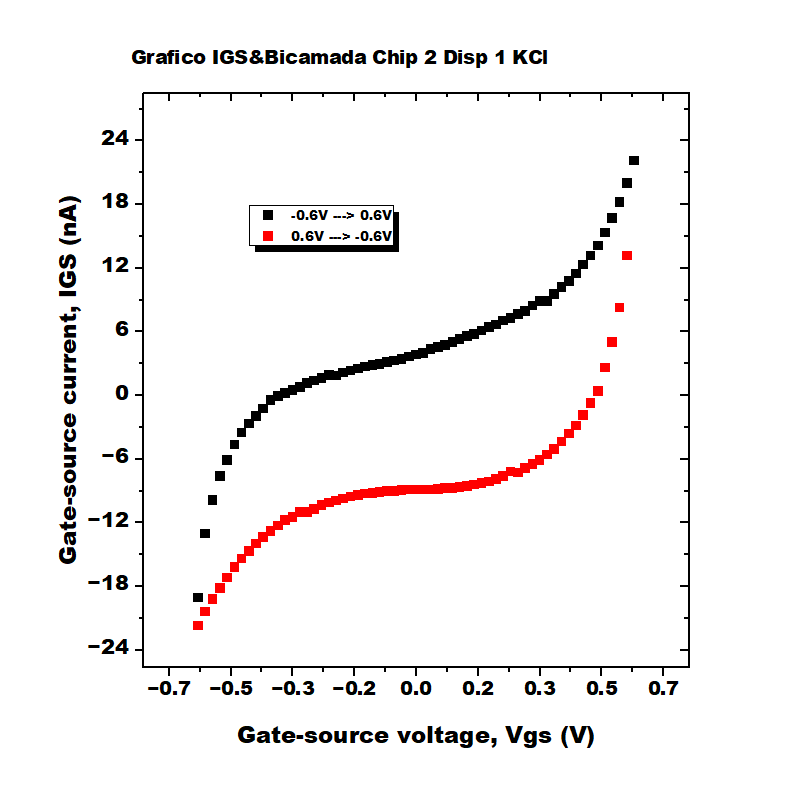 Grafico IGS&Bicamada Chip 2 Disp 1 KCl
24
18
12
6
0
−6
−12
−18
−24
Gate-source current, IGS (nA)
-0.6V ---> 0.6V
0.6V ---> -0.6V
−0.7 −0.5 −0.3 −0.2 0.0 0.2 0.3 0.5 0.7
Gate-source voltage, Vgs (V)